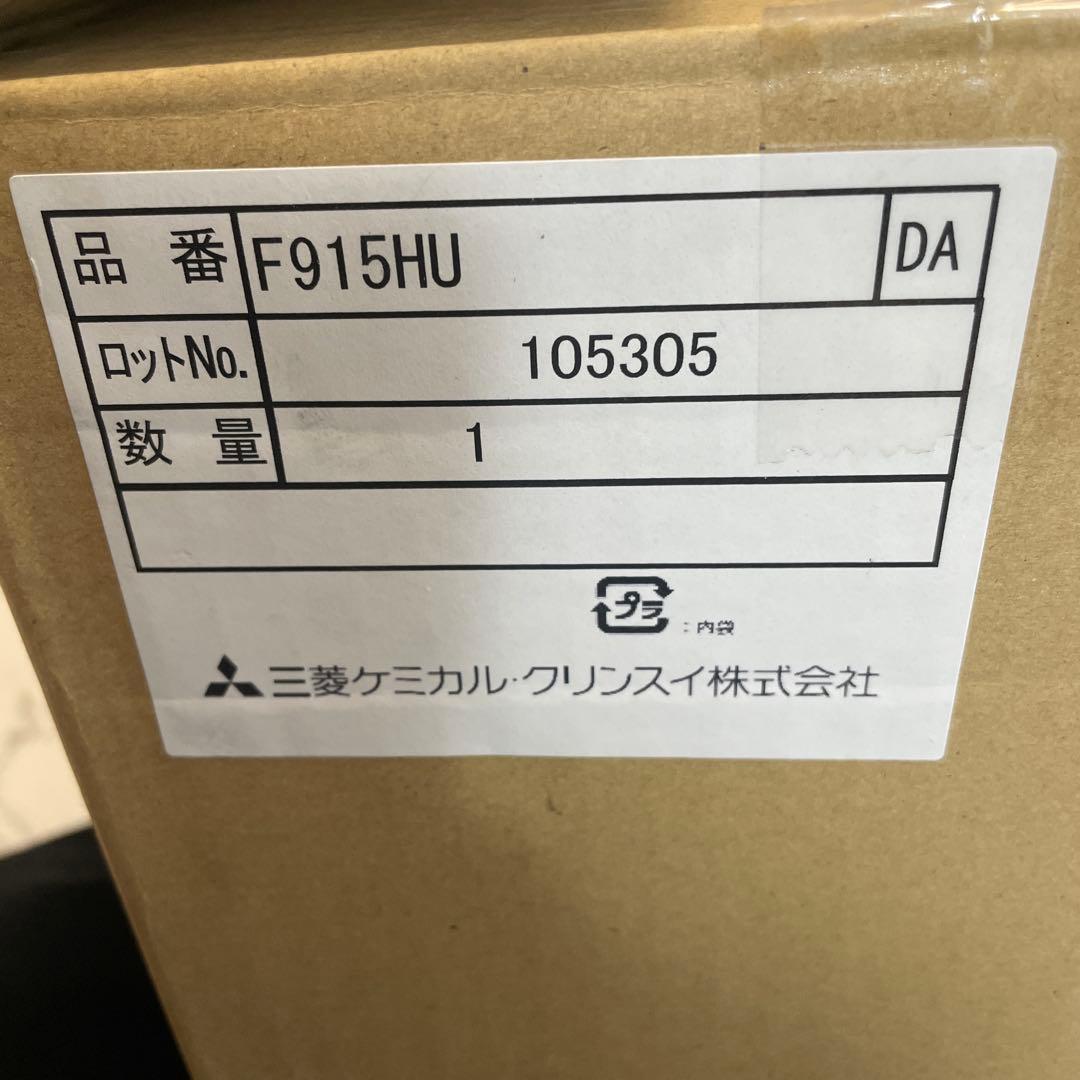 品番 F915HU DA
ロットNo. 105305
数量 1
プラ :内袋
三菱ケミカル・クリンスイ株式会社